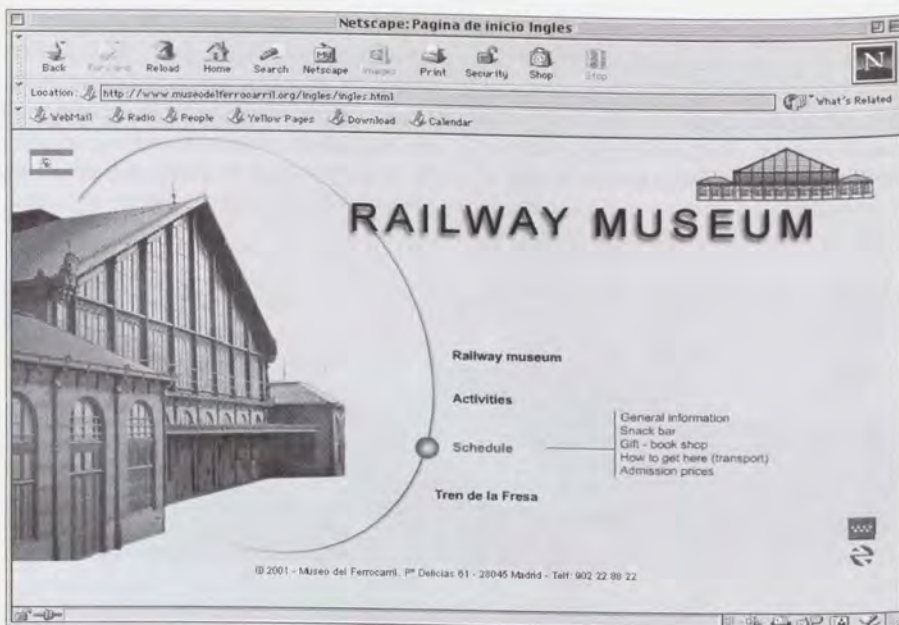 Netscape: Pagina de inicio Ingles
Back Forward Reload Home Search Netscape Images Print Security Shop Stop
N
Location: http://www.museodelferrocarril.org/Ingles/ingles.html What's Related
WebMail Radio People Yellow Pages Download Calendar
RAILWAY MUSEUM
Railway museum
Activities
Schedule
General information
Snack bar
Gift - book shop
How to get here (transport)
Admission prices
Tren de la Fresa
© 2001 - Museo del Ferrocarril. Pº Delicias 61 - 28045 Madrid - Telf: 902 22 88 22